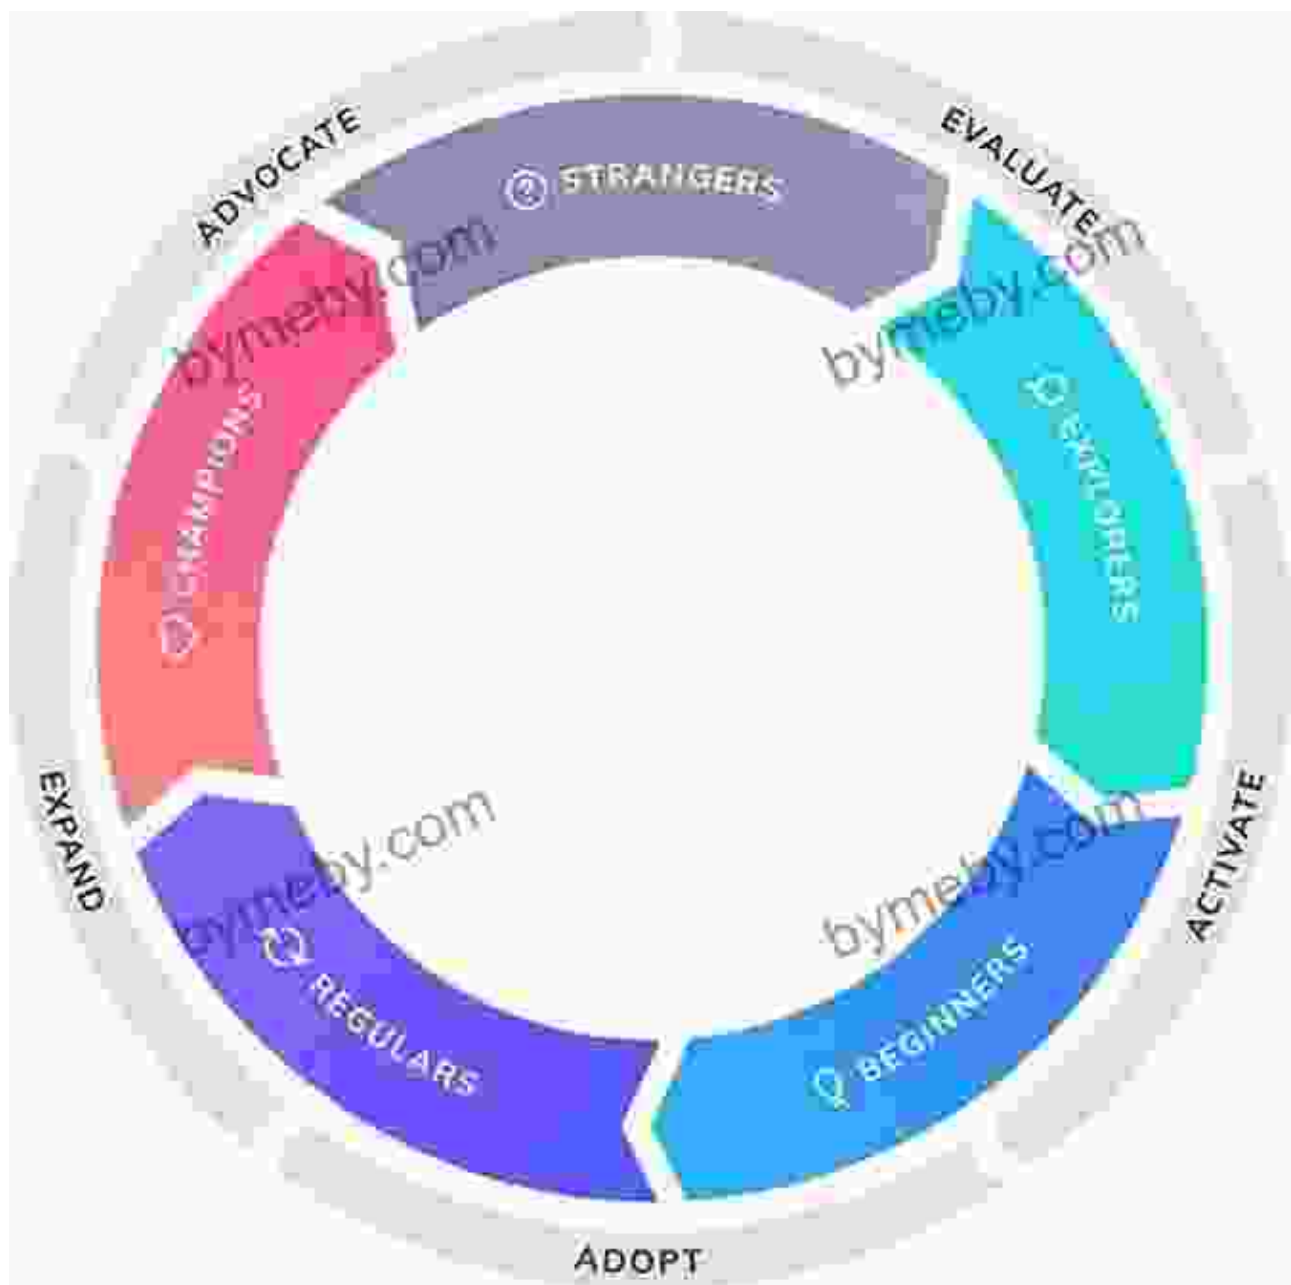 STRANGERS
EVALUATE
EXPLORERS
ACTIVATE
BEGINNERS
ADOPT
REGULARS
EXPAND
CHAMPIONS
ADVOCATE
bymeby.com
bymeby.com
bymeby.com
bymeby.com